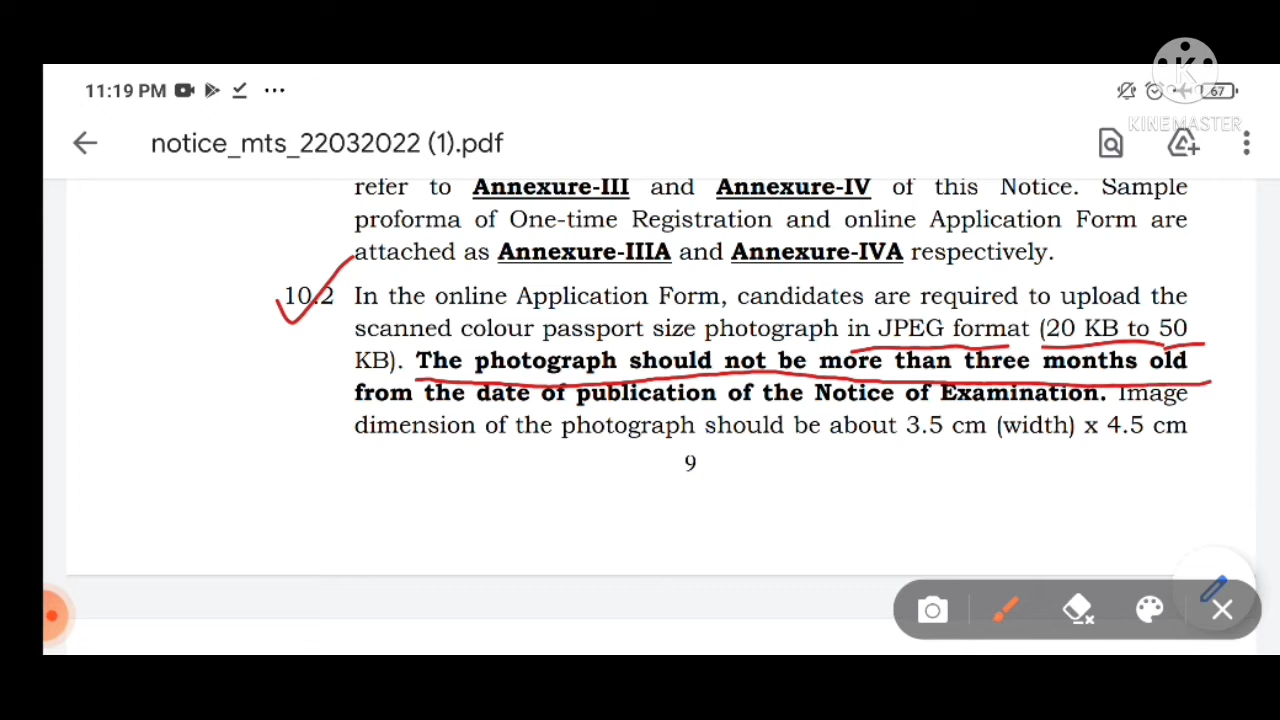 11:19 PM
67
K
KINEMASTER
notice_mts_22032022 (1).pdf
refer to Annexure-III and Annexure-IV of this Notice. Sample
proforma of One-time Registration and online Application Form are
attached as Annexure-IIIA and Annexure-IVA respectively.
10.2 In the online Application Form, candidates are required to upload the
scanned colour passport size photograph in JPEG format (20 KB to 50
KB). The photograph should not be more than three months old
from the date of publication of the Notice of Examination. Image
dimension of the photograph should be about 3.5 cm (width) x 4.5 cm
9